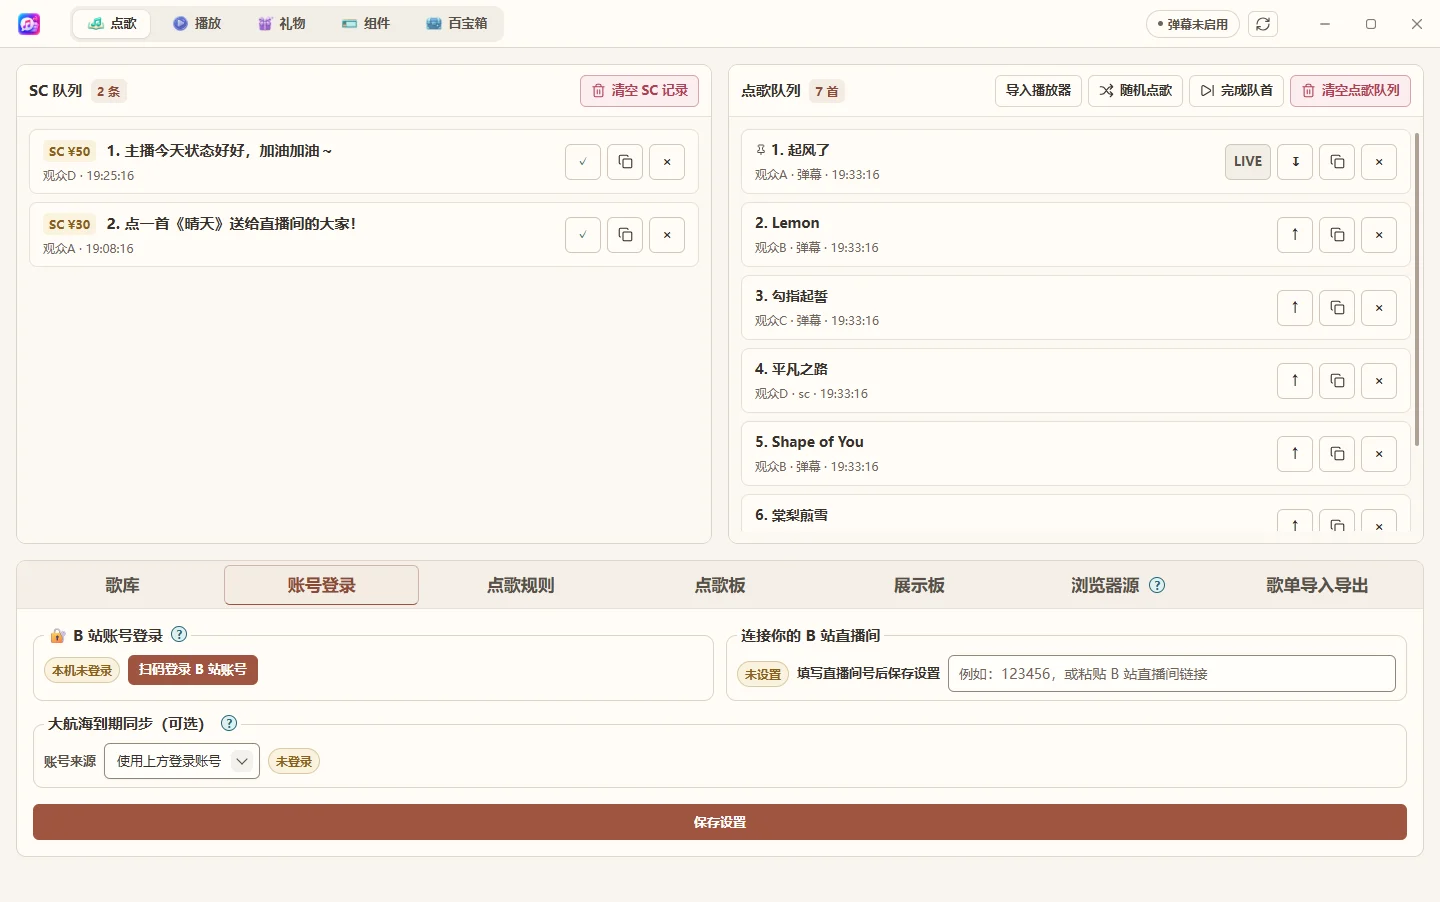 点歌 播放 礼物 组件 百宝箱 弹幕未启用
SC 队列 2 条 清空 SC 记录
SC ¥50 1. 主播今天状态好好，加油加油～
观众D · 19:25:16
SC ¥30 2. 点一首《晴天》送给直播间的大家！
观众A · 19:08:16
点歌队列 7 首 导入播放器 随机点歌 完成队首 清空点歌队列
1. 起风了
观众A · 弹幕 · 19:33:16
LIVE
2. Lemon
观众B · 弹幕 · 19:33:16
3. 勾指起誓
观众C · 弹幕 · 19:33:16
4. 平凡之路
观众D · sc · 19:33:16
5. Shape of You
观众B · 弹幕 · 19:33:16
6. 棠梨煎雪
歌库 账号登录 点歌规则 点歌板 展示板 浏览器源 ? 歌单导入导出
B 站账号登录 ?
本机未登录 扫码登录 B 站账号
连接你的 B 站直播间
未设置 填写直播间号后保存设置 例如：123456，或粘贴 B 站直播间链接
大航海到期同步（可选） ?
账号来源 使用上方登录账号 未登录
保存设置